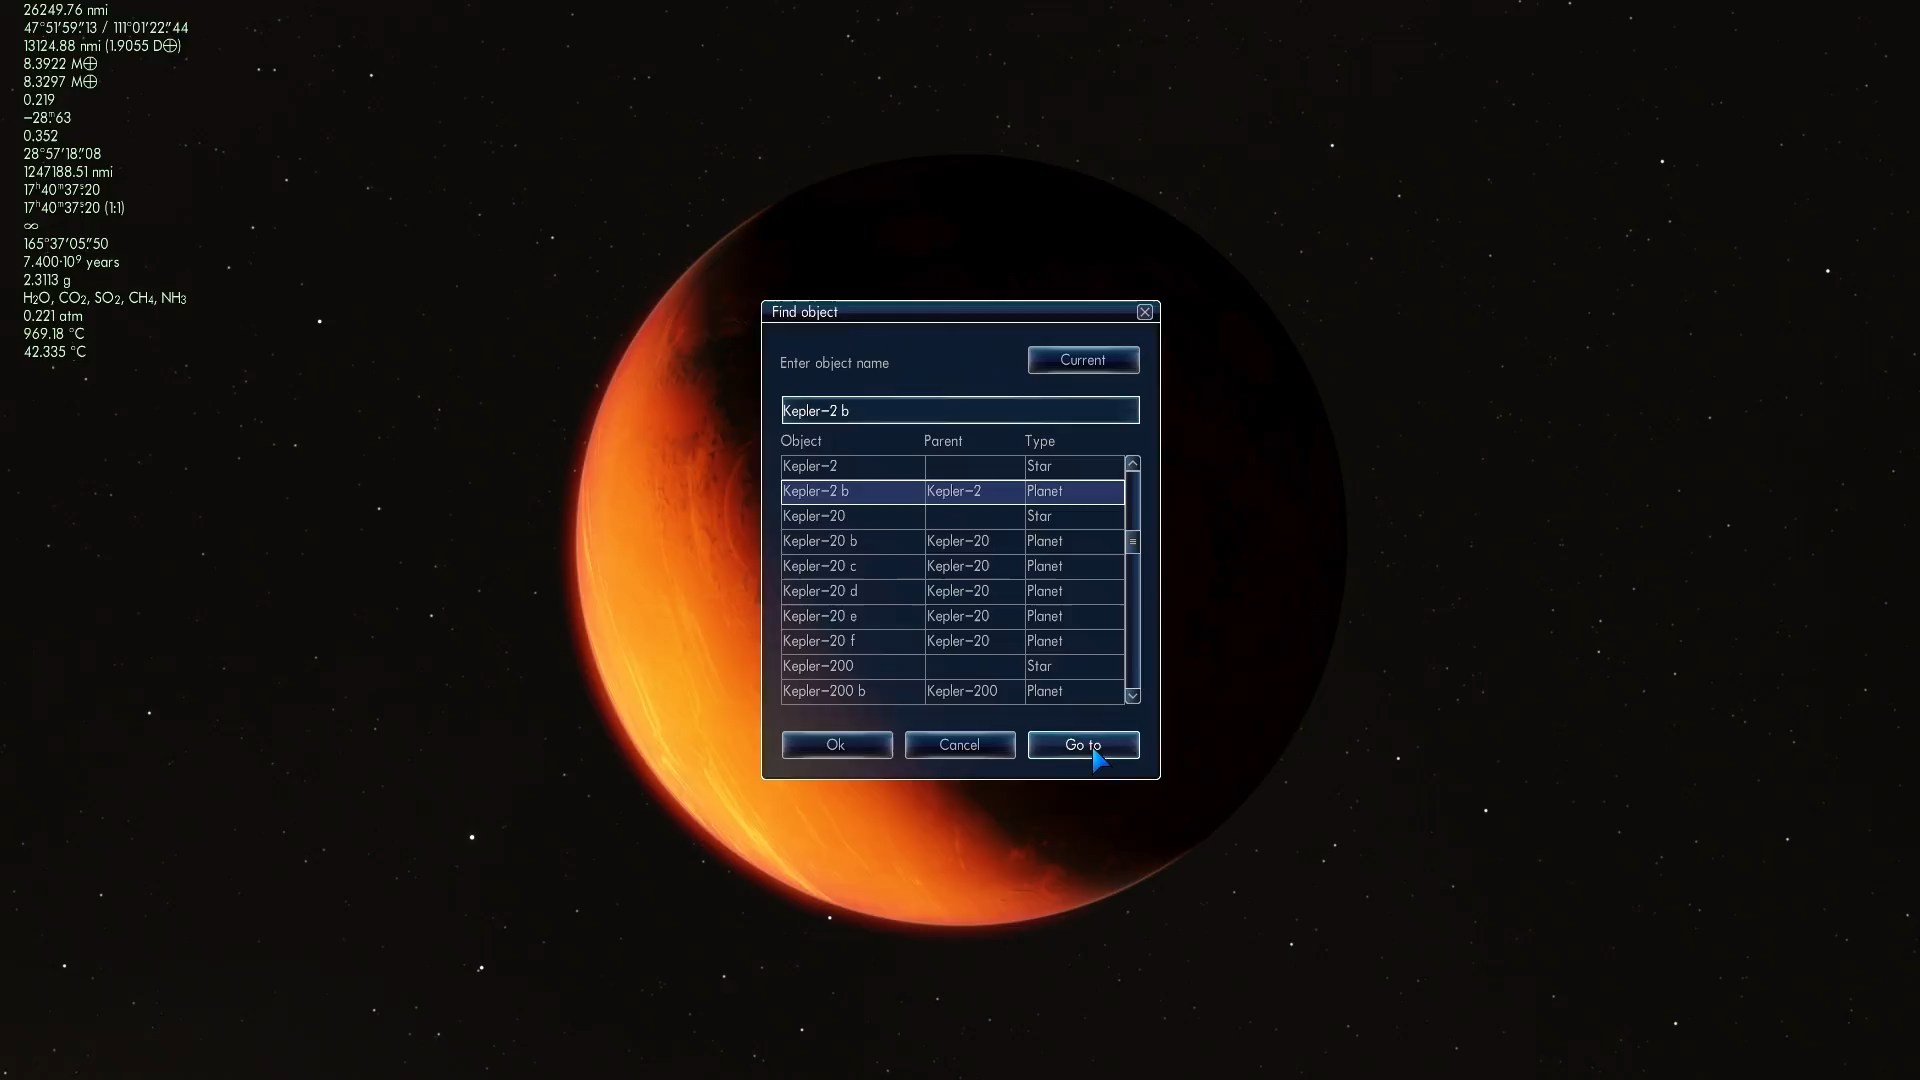 26249.76 nmi
47°51′59.″13 / 111°01′22.″44
13124.88 nmi (1.9055 D⊕)
8.3922 M⊕
8.3297 M⊕
0.219
−28.ᵐ63
0.352
28°57′18.″08
1247188.51 nmi
17ʰ40ᵐ37.ˢ20
17ʰ40ᵐ37.ˢ20 (1:1)
∞
165°37′05.″50
7.400·10⁹ years
2.3113 g
H₂O, CO₂, SO₂, CH₄, NH₃
0.221 atm
969.18 °C
42.335 °C
Find object
Enter object name
Current
Kepler−2 b
Object Parent Type
Kepler−2 Star
Kepler−2 b Kepler−2 Planet
Kepler−20 Star
Kepler−20 b Kepler−20 Planet
Kepler−20 c Kepler−20 Planet
Kepler−20 d Kepler−20 Planet
Kepler−20 e Kepler−20 Planet
Kepler−20 f Kepler−20 Planet
Kepler−200 Star
Kepler−200 b Kepler−200 Planet
Ok Cancel Go to